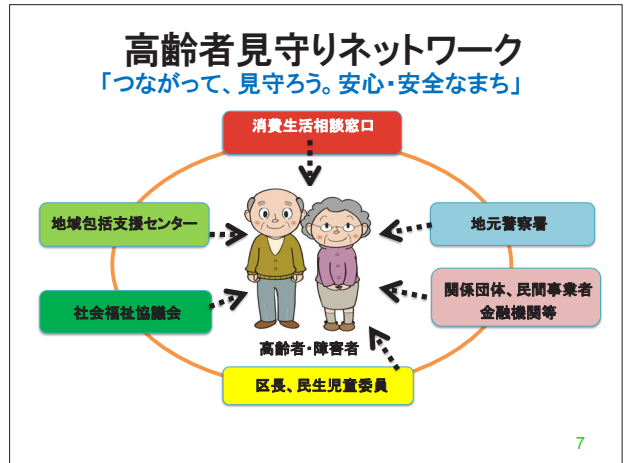 高齢者見守りネットワーク
「つながって、見守ろう。安心・安全なまち」
消費生活相談窓口
地域包括支援センター
地元警察署
社会福祉協議会
関係団体、民間事業者
金融機関等
高齢者・障害者
区長、民生児童委員
7